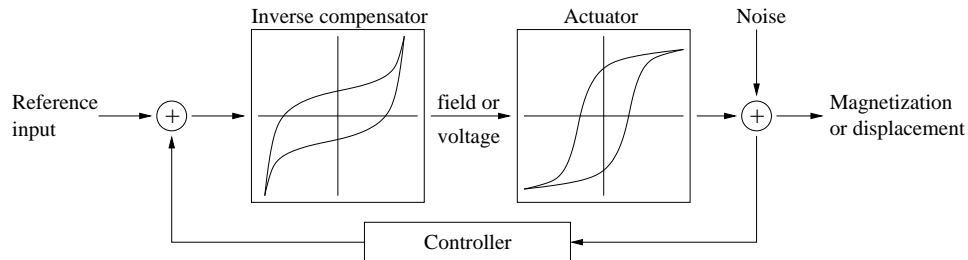 Inverse compensator
Actuator
Noise
Reference
input
+
field or
voltage
+
Magnetization
or displacement
Controller